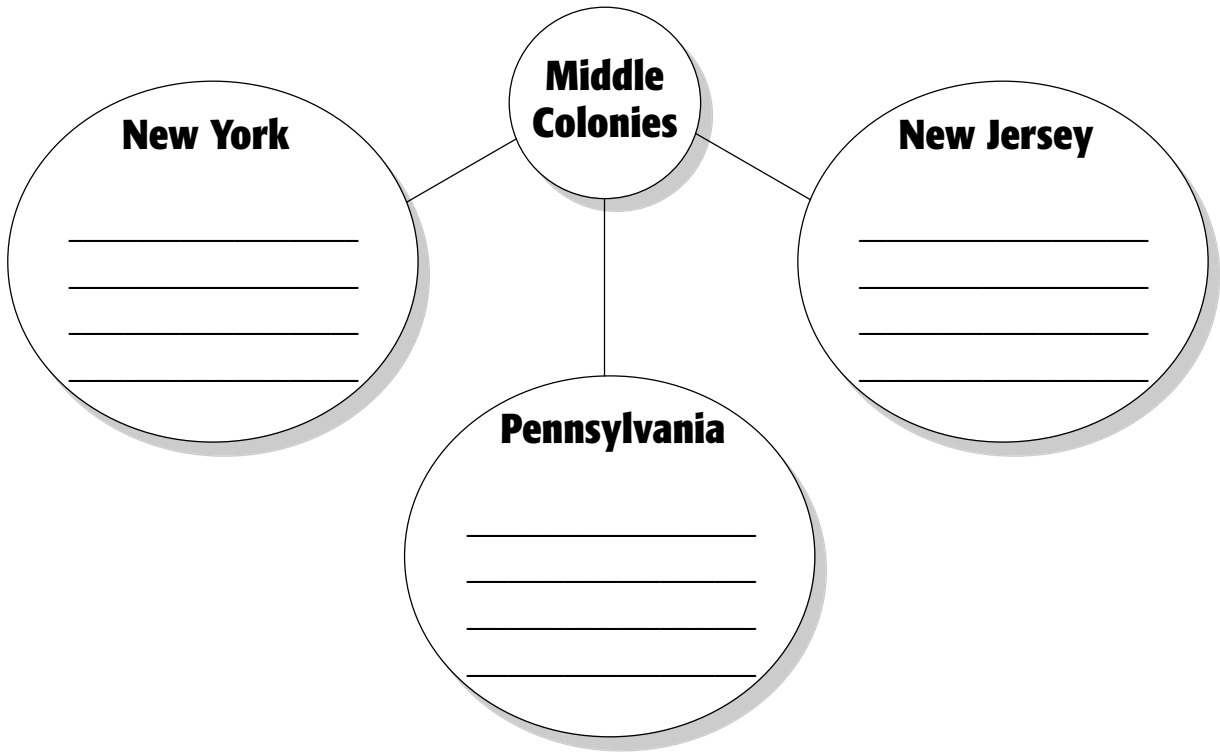 Middle
Colonies
New York
New Jersey
Pennsylvania